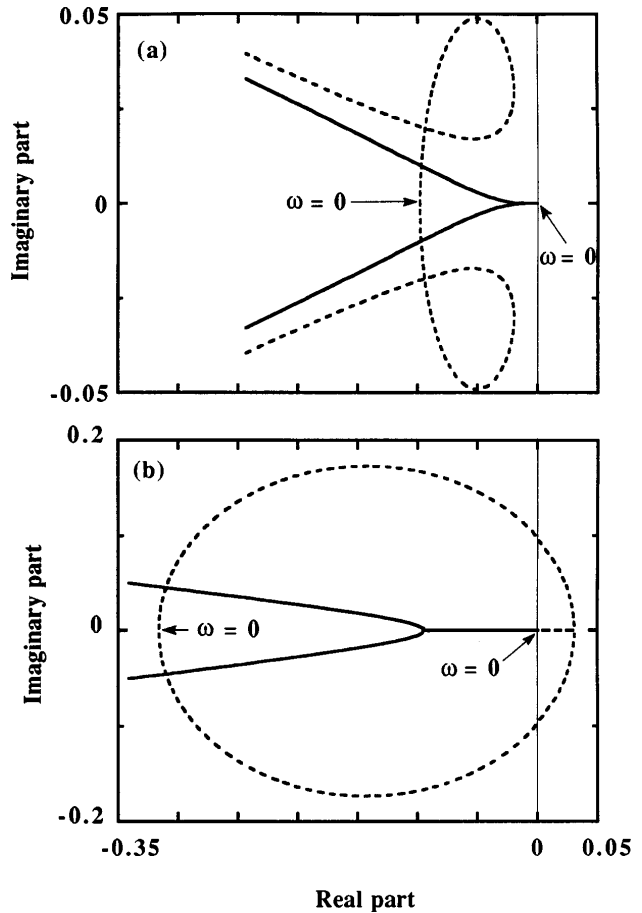 0.05
(a)
Imaginary part
ω = 0
0
ω = 0
-0.05
0.2
(b)
Imaginary part
0
ω = 0
ω = 0
-0.2
-0.35
0
0.05
Real part